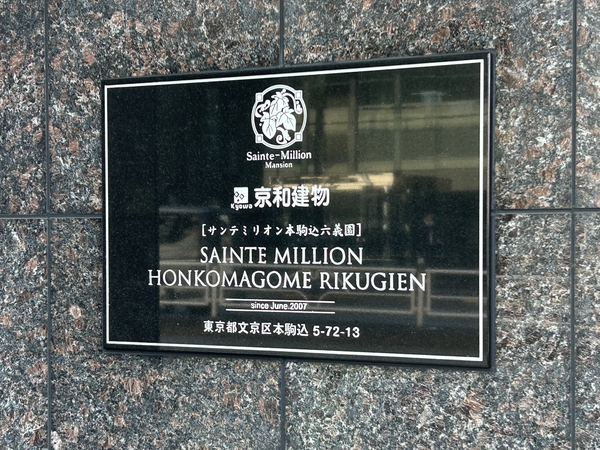 Sainte-Million
Mansion
Kyowa 京和建物
[サンテミリオン本駒込六義園]
SAINTE MILLION
HONKOMAGOME RIKUGIEN
since June.2007
東京都文京区本駒込 5-72-13